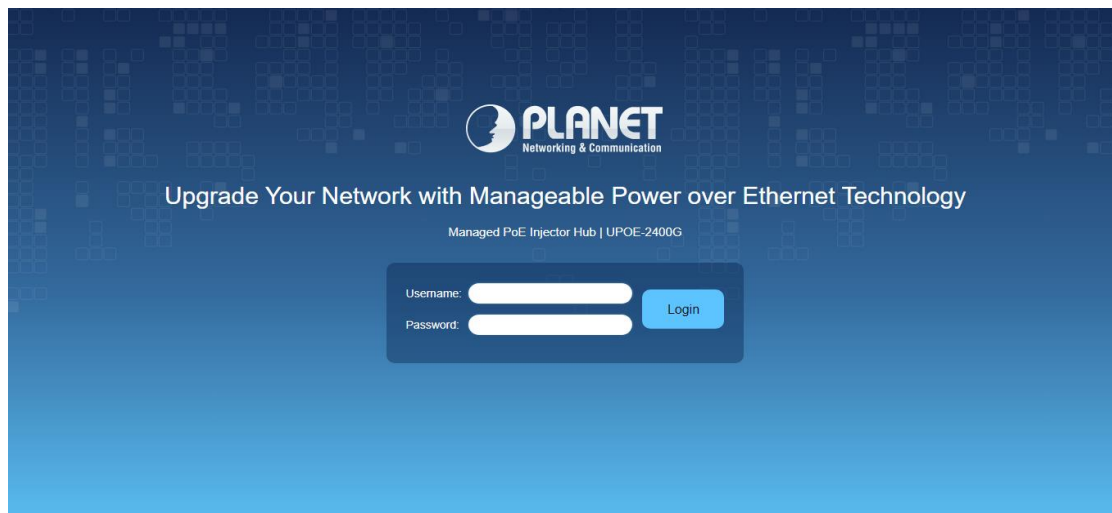 PLANET
Networking & Communication
Upgrade Your Network with Manageable Power over Ethernet Technology
Managed PoE Injector Hub | UPOE-2400G
Username:
Login
Password: